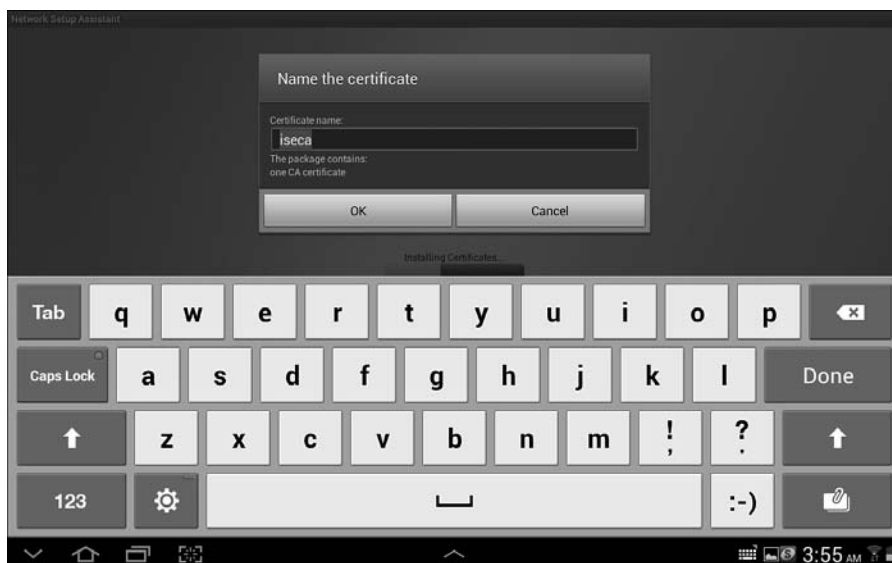 Network Setup Assistant
Name the certificate
Certificate name:
iseca
The package contains:
one CA certificate
OK Cancel
Installing Certificates...
Tab q w e r t y u i o p
Caps Lock a s d f g h j k l Done
z x c v b n m ! , ? .
123 :-)
3:55 AM